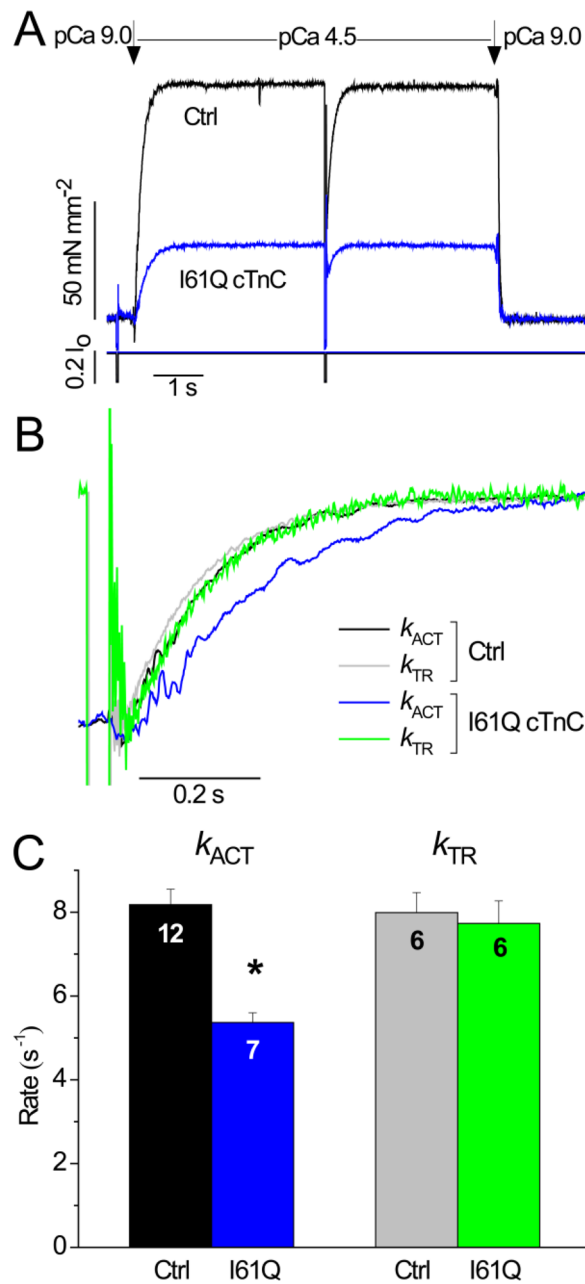 A
pCa 9.0 pCa 4.5 pCa 9.0
Ctrl
I61Q cTnC
50 mN mm-2
0.2 lo
1 s
B
kACT
kTR
Ctrl
kACT
kTR
I61Q cTnC
0.2 s
C
kACT kTR
Rate (s-1)
8
6
4
2
0
12
*
7
6
6
Ctrl I61Q Ctrl I61Q